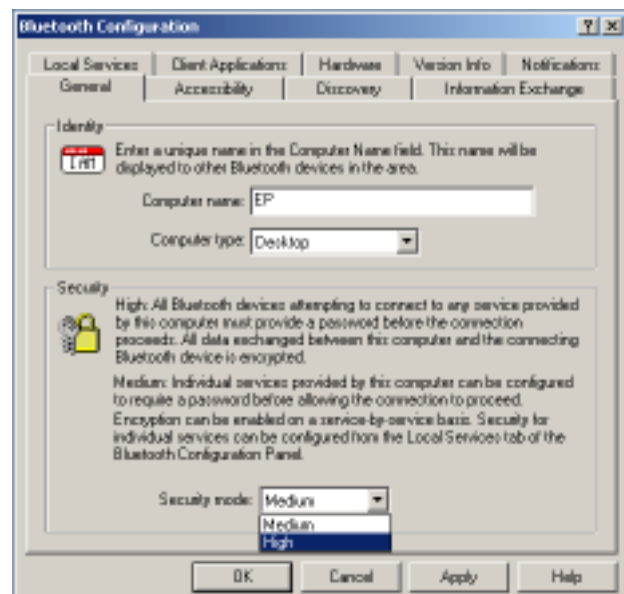 Bluetooth Configuration
Local Services Client Applications Hardware Version Info Notifications
General Accessibility Discovery Information Exchange
Identity
Enter a unique name in the Computer Name field. This name will be
displayed to other Bluetooth devices in the area.
Computer name: EP
Computer type: Desktop
Security
High: All Bluetooth devices attempting to connect to any service provided
by this computer must provide a password before the connection
proceeds. All data exchanged between this computer and the connecting
Bluetooth device is encrypted.
Medium: Individual services provided by this computer can be configured
to require a password before allowing the connection to proceed.
Encryption can be enabled on a service-by-service basis. Security for
individual services can be configured from the Local Services tab of the
Bluetooth Configuration Panel.
Security mode: Medium
Medium
High
OK Cancel Apply Help